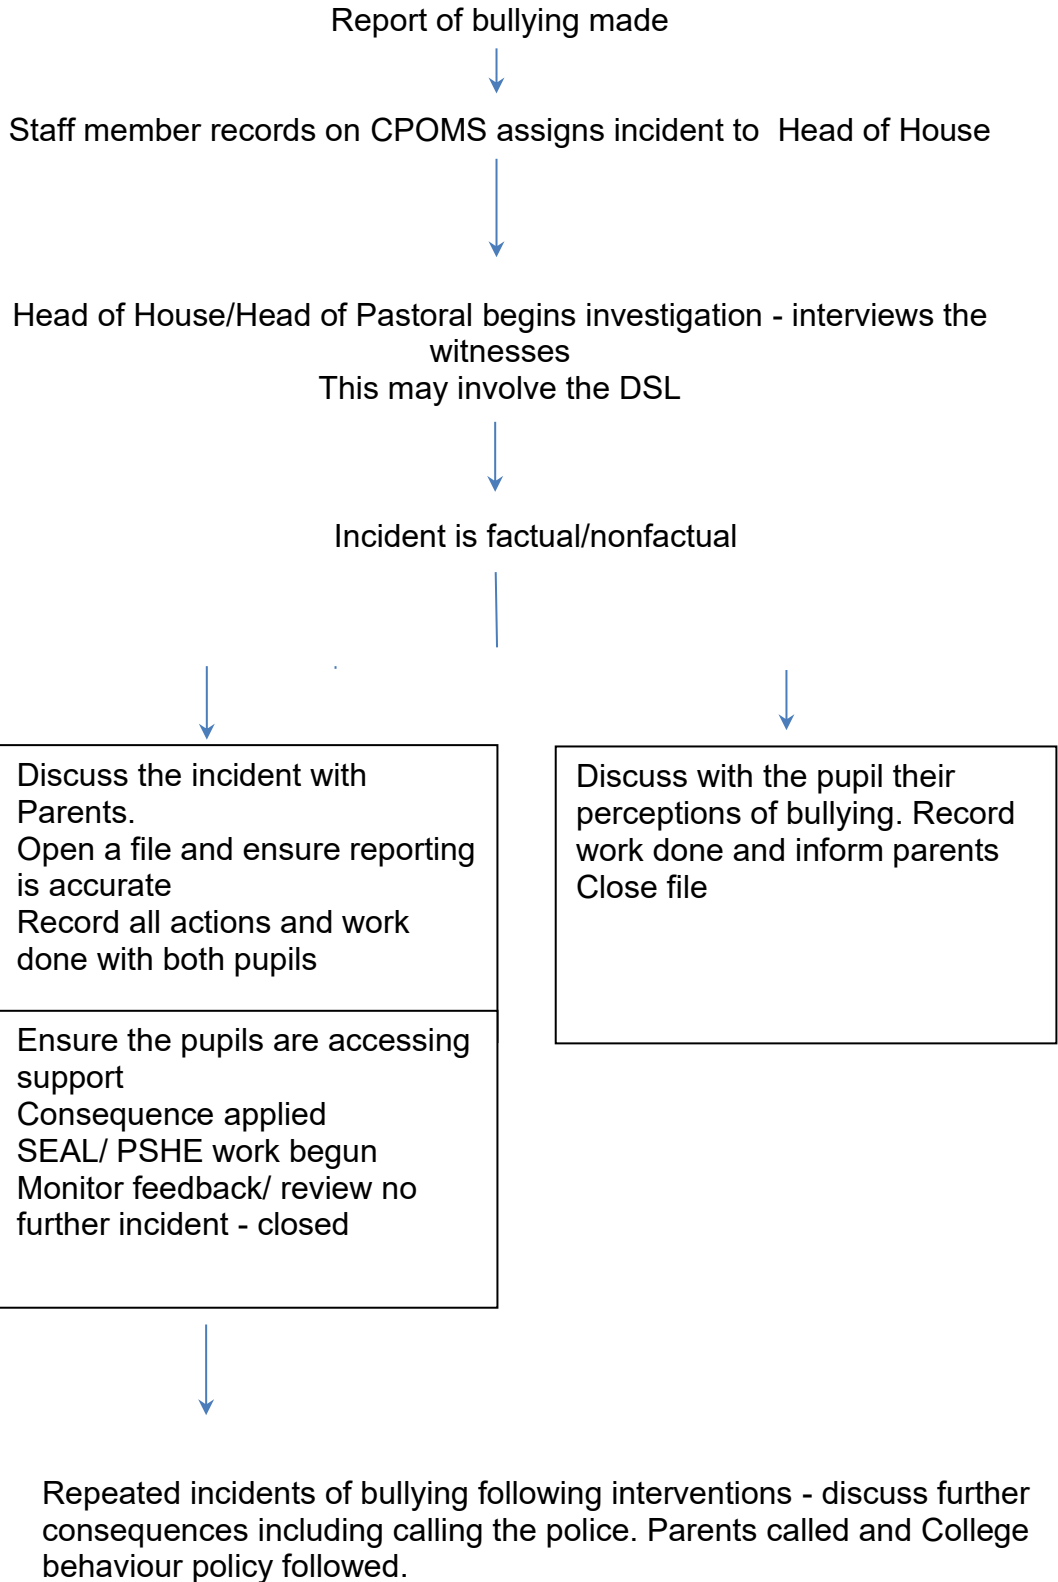 Report of bullying made
Staff member records on CPOMS assigns incident to  Head of House
Head of House/Head of Pastoral begins investigation - interviews the
witnesses
This may involve the DSL
Incident is factual/nonfactual
Discuss the incident with
Parents.
Open a file and ensure reporting
is accurate
Record all actions and work
done with both pupils
Discuss with the pupil their
perceptions of bullying. Record
work done and inform parents
Close file
Ensure the pupils are accessing
support
Consequence applied
SEAL/ PSHE work begun
Monitor feedback/ review no
further incident - closed
Repeated incidents of bullying following interventions - discuss further
consequences including calling the police. Parents called and College
behaviour policy followed.